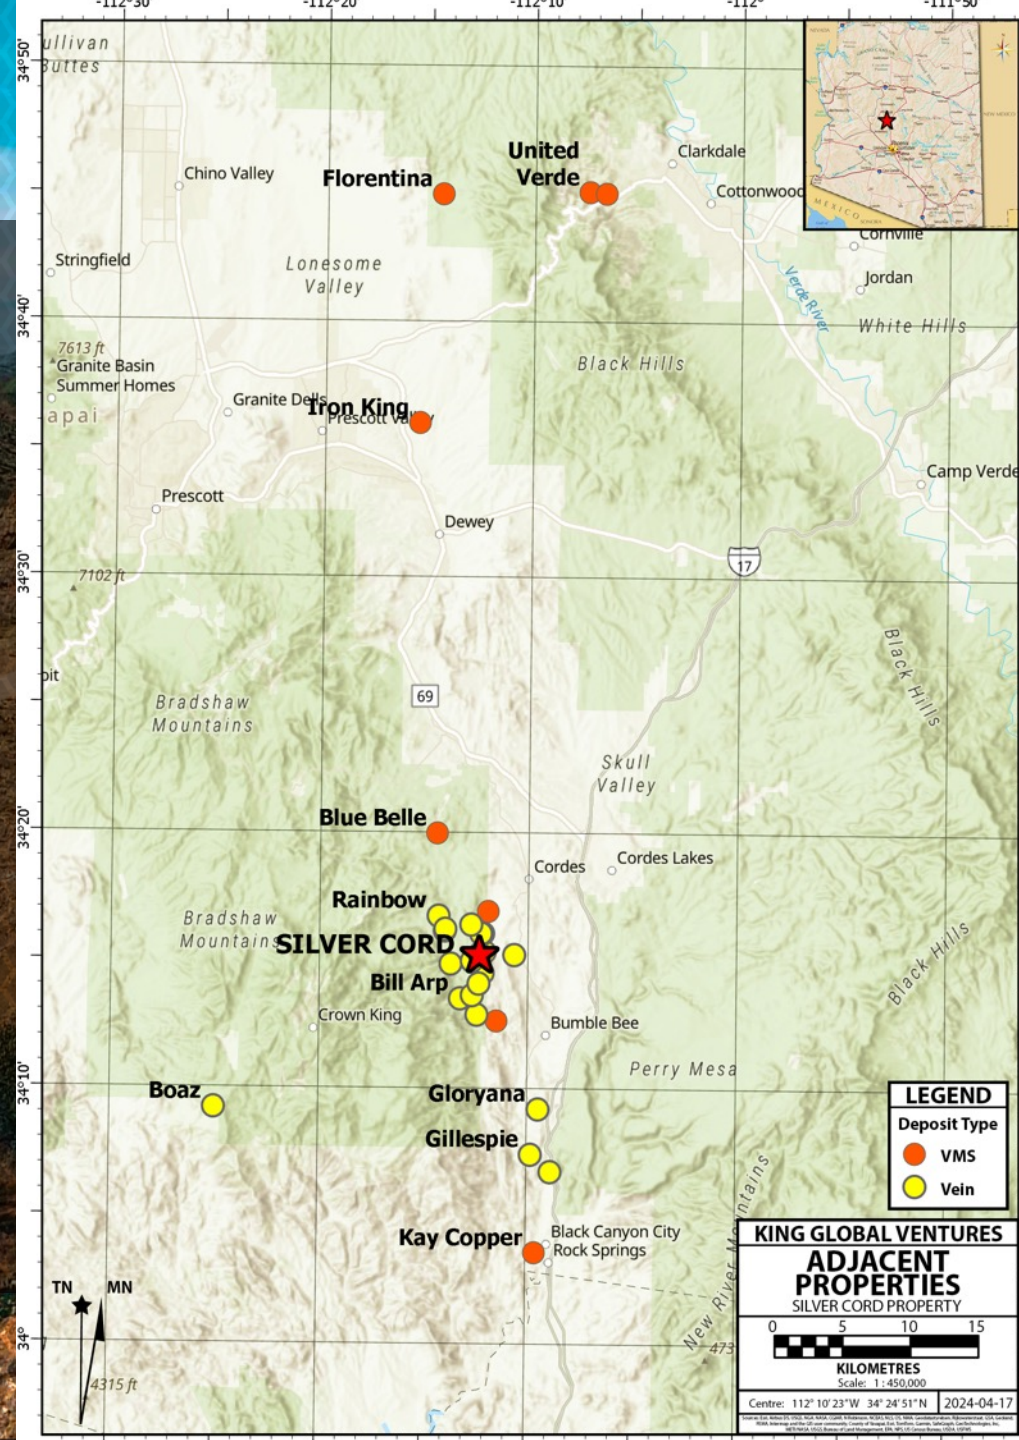 -112°30'
-112°20'
-112°10'
-112°
-111°50'
ullivan
Buttes
34°50'
Chino Valley
Florentina
United
Verde
Clarkdale
Cottonwood
MEXICO
Cornville
Stringfield
Lonesome
Valley
Jordan
Verde River
34°40'
White Hills
7613 ft
Granite Basin
Summer Homes
apai
Black Hills
Granite Dells
Iron King
Prescott Valley
Camp Verde
Prescott
Dewey
34°30'
7102 ft
17
Black Hills
pit
69
Bradshaw
Mountains
Skull
Valley
34°20'
Blue Belle
Cordes
Cordes Lakes
Rainbow
Bradshaw
Mountains
SILVER CORD
Black Hills
Bill Arp
Crown King
Bumble Bee
Perry Mesa
34°10'
Boaz
Gloryana
Gillespie
LEGEND
Deposit Type
VMS
Vein
Kay Copper
Black Canyon City
Rock Springs
New River Mountains
KING GLOBAL VENTURES
ADJACENT
PROPERTIES
SILVER CORD PROPERTY
TN MN
34°
473
0 5 10 15
KILOMETRES
Scale: 1 : 450,000
4315 ft
Centre: 112° 10' 23" W 34° 24' 51" N
2024-04-17